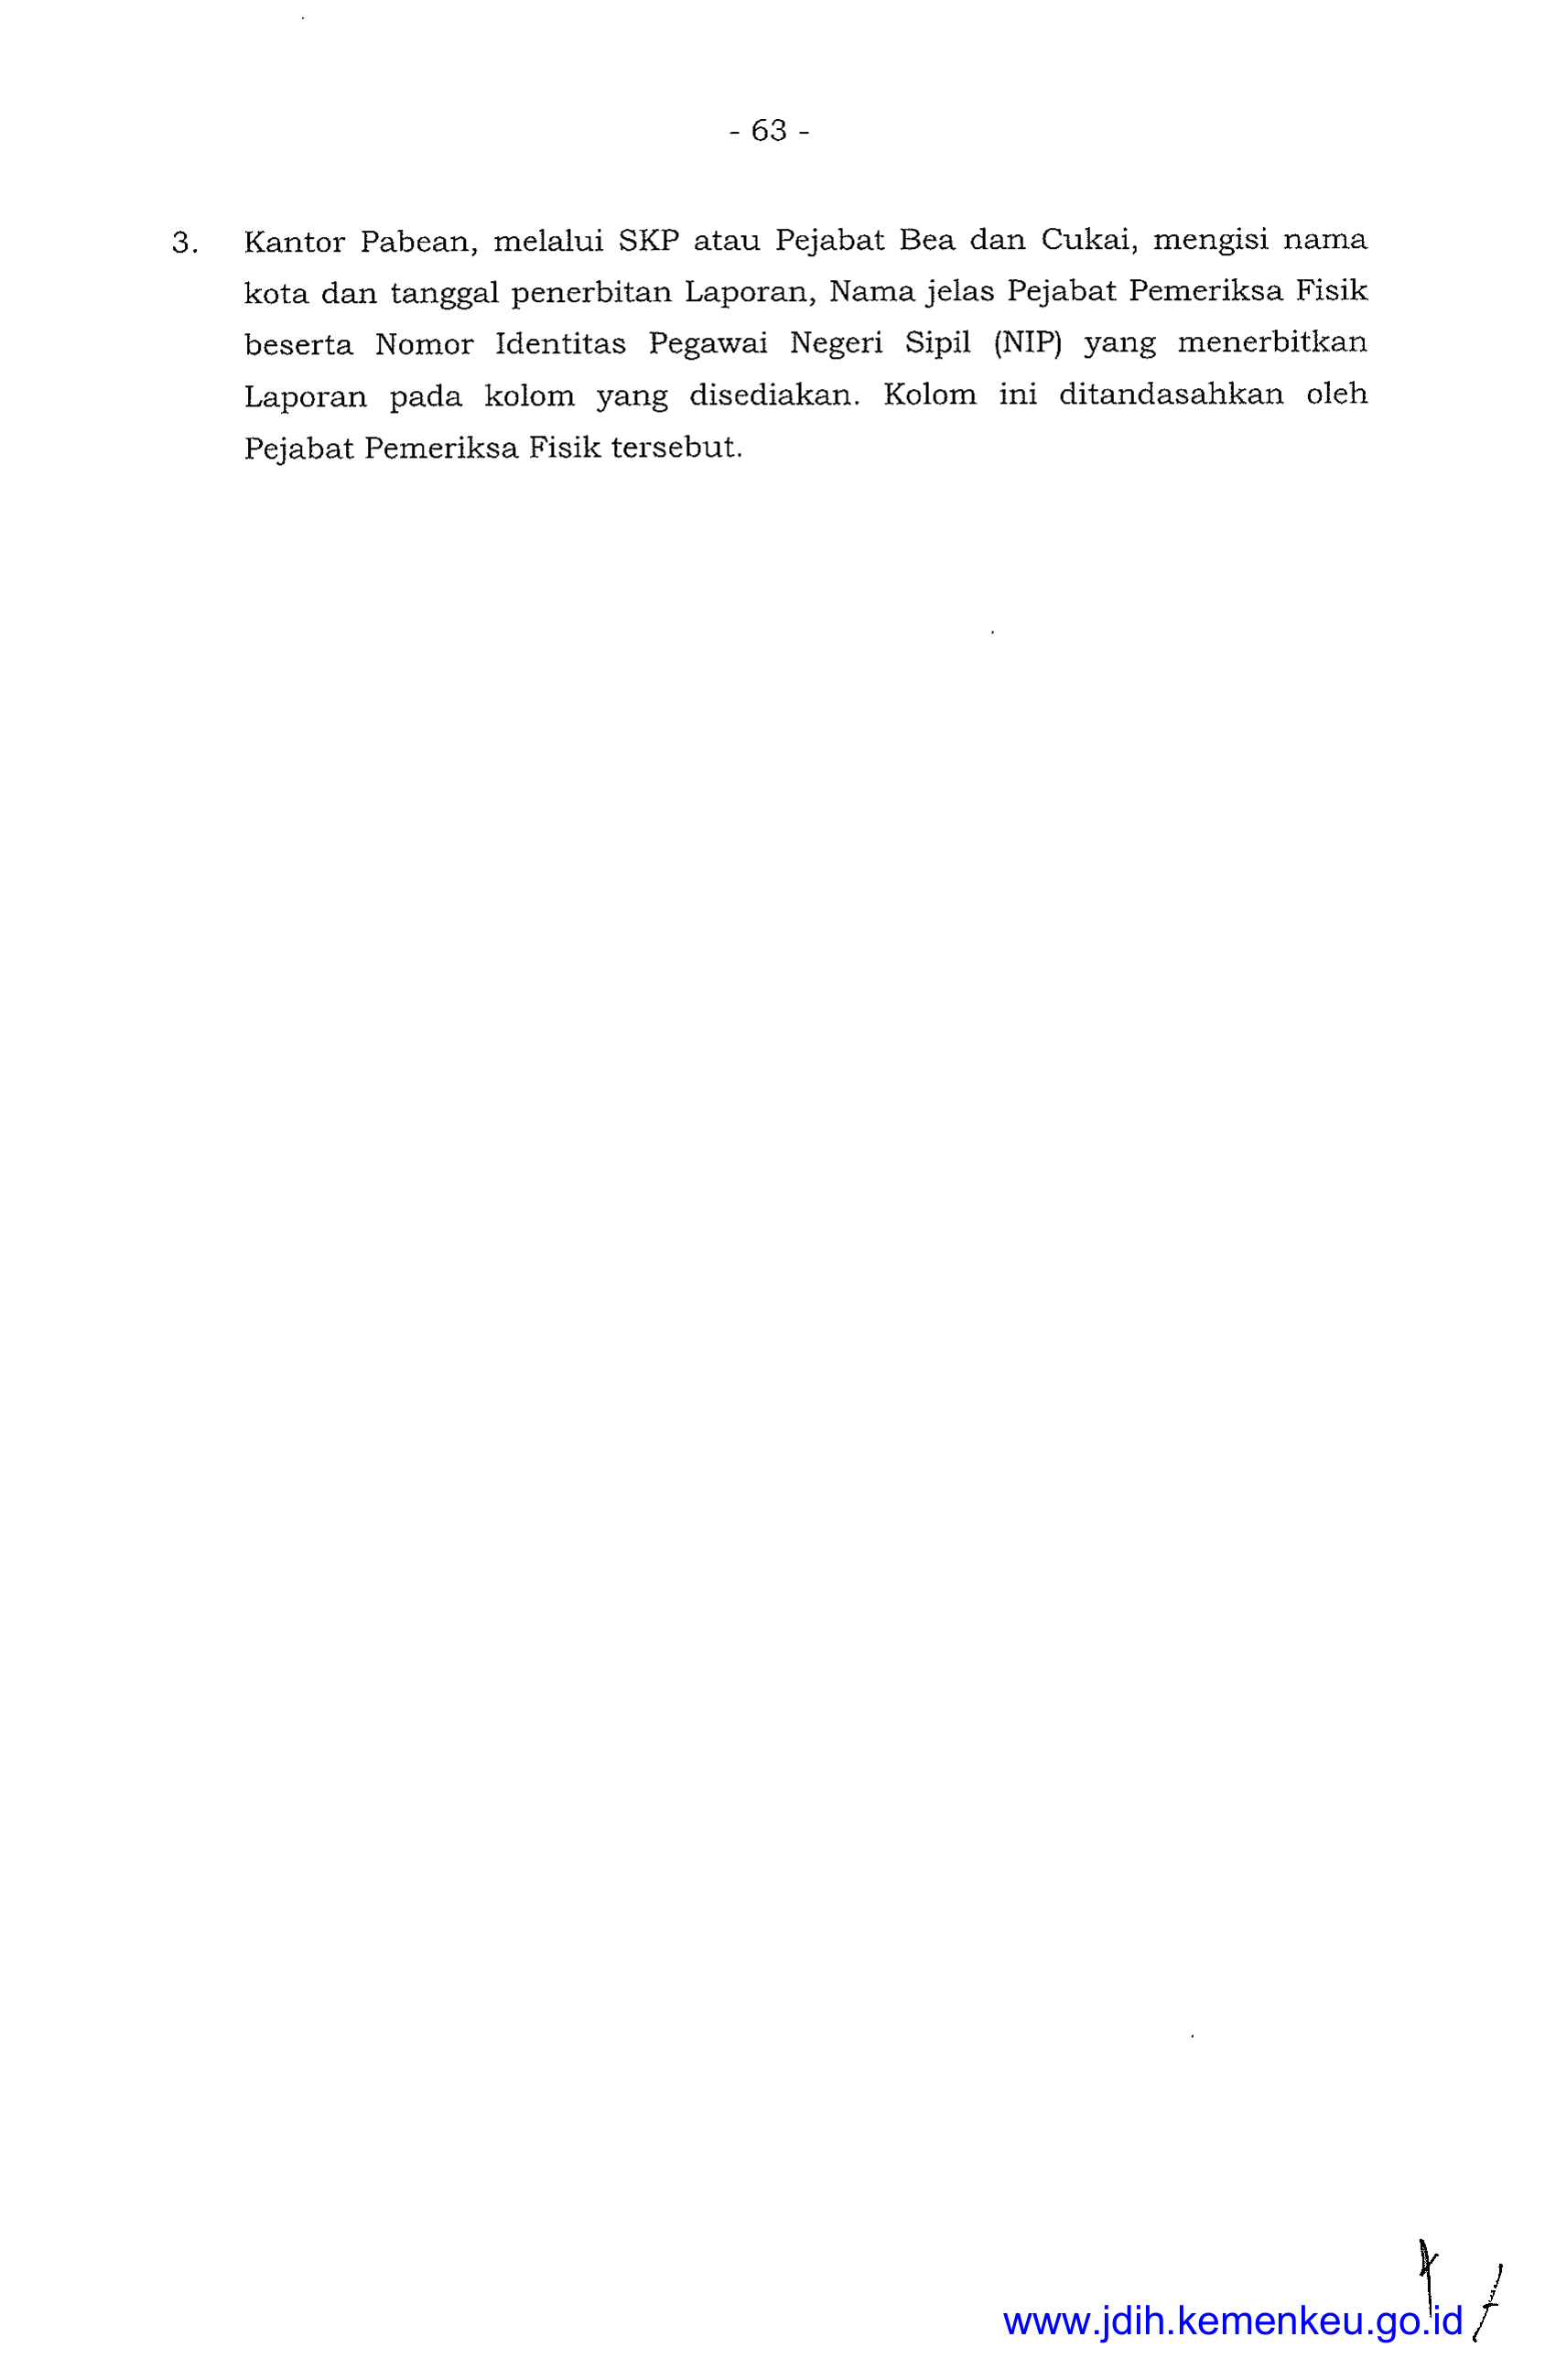 - 63 -
3. Kantor Pabean, melalui SKP atau Pejabat Bea dan Cukai, mengisi nama
kota dan tanggal penerbitan Laporan, Nama jelas Pejabat Pemeriksa Fisik
beserta Nomor Identitas Pegawai Negeri Sipil (NIP) yang menerbitkan
Laporan pada kolom yang disediakan. Kolom ini ditandasahkan oleh
Pejabat Pemeriksa Fisik tersebut.
www.jdih.kemenkeu.go.id